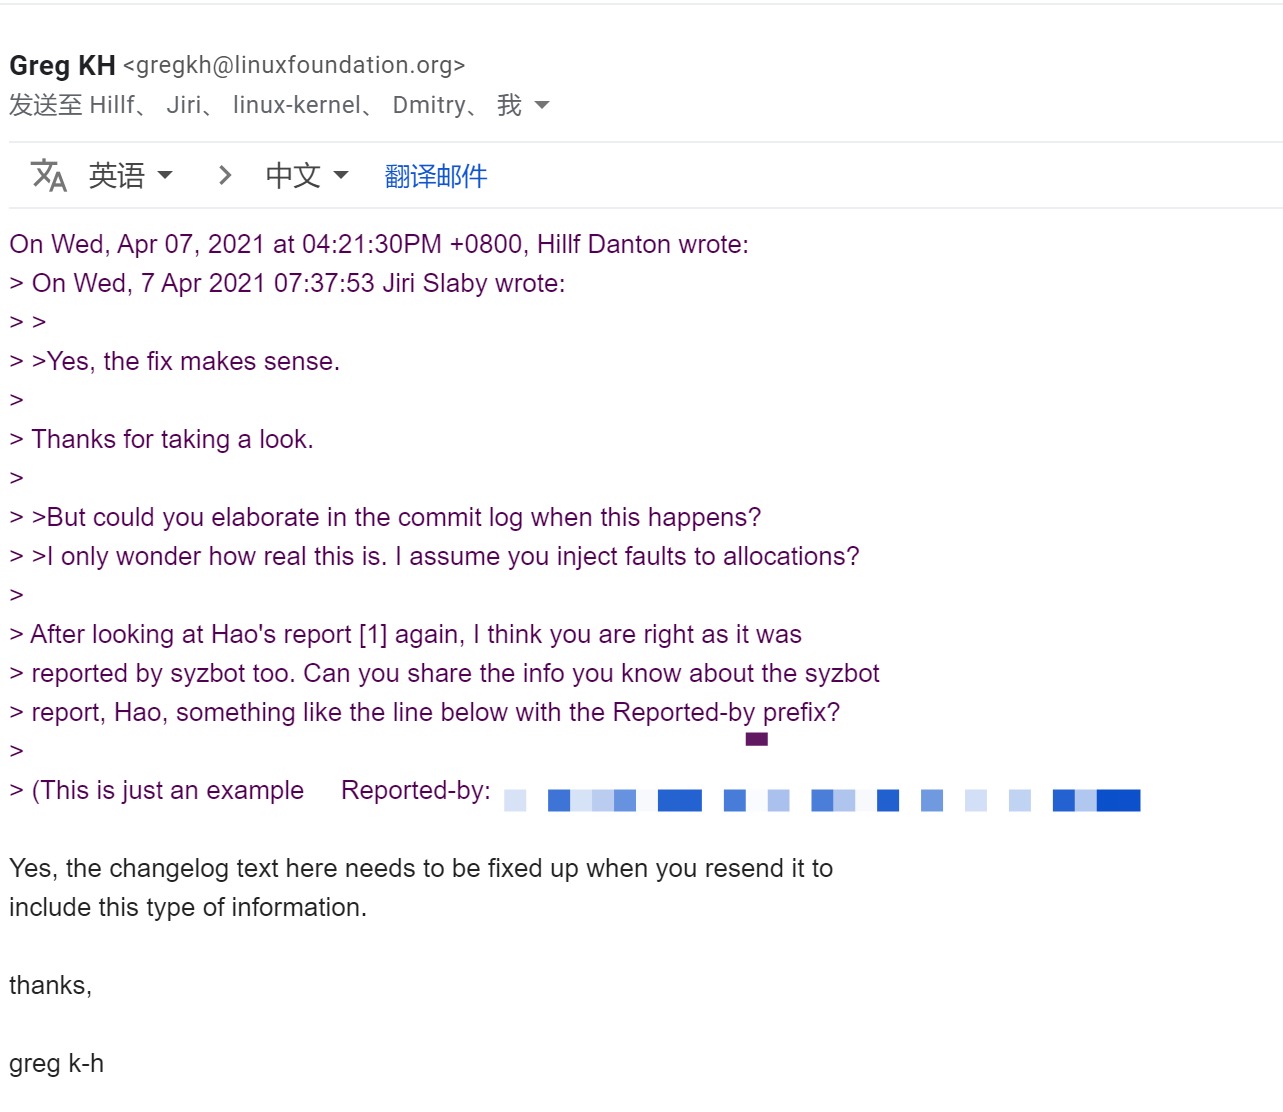 Greg KH <gregkh@linuxfoundation.org>
发送至 Hillf、 Jiri、 linux-kernel、 Dmitry、 我
英语 > 中文 翻译邮件
On Wed, Apr 07, 2021 at 04:21:30PM +0800, Hillf Danton wrote:
> On Wed, 7 Apr 2021 07:37:53 Jiri Slaby wrote:
> >
> >Yes, the fix makes sense.
>
> Thanks for taking a look.
>
> >But could you elaborate in the commit log when this happens?
> >I only wonder how real this is. I assume you inject faults to allocations?
>
> After looking at Hao's report [1] again, I think you are right as it was
> reported by syzbot too. Can you share the info you know about the syzbot
> report, Hao, something like the line below with the Reported-by prefix?
>
> (This is just an example Reported-by:
Yes, the changelog text here needs to be fixed up when you resend it to
include this type of information.
thanks,
greg k-h